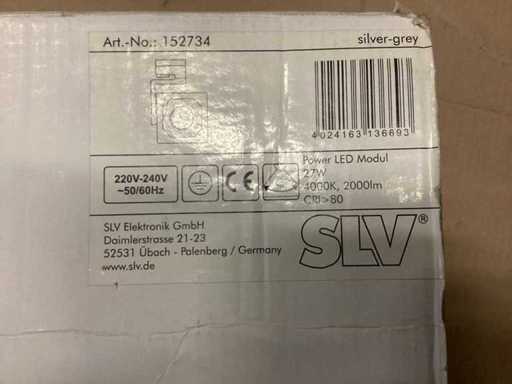 Art.-No.: 152734
silver-grey
4024163 136693
Power LED Modul
27W
4000K, 2000lm
CRI>80
220V-240V
~50/60Hz
CE
SLV Elektronik GmbH
Daimlerstrasse 21-23
52531 Übach - Palenberg / Germany
www.slv.de
SLV®